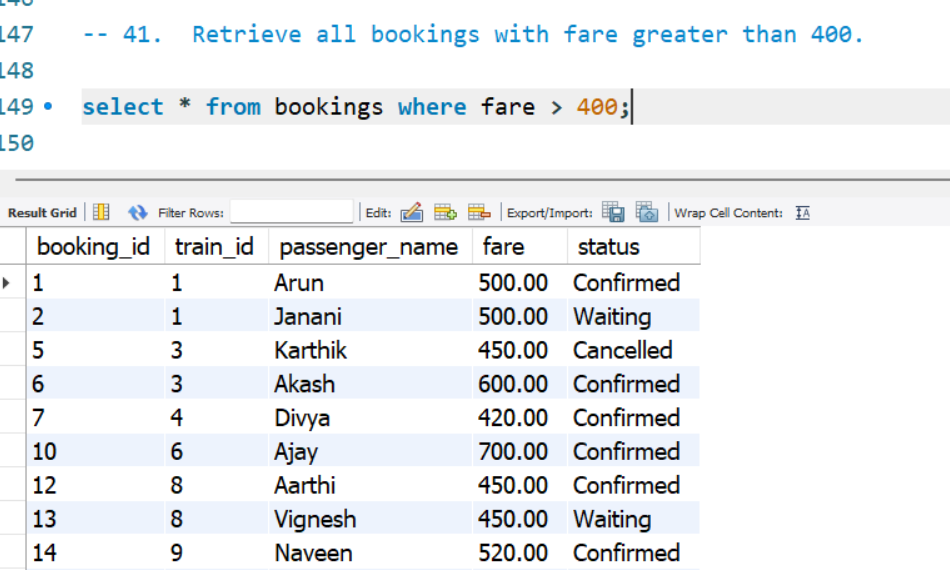 147 -- 41.  Retrieve all bookings with fare greater than 400.
148
149 select * from bookings where fare > 400;
150
Result Grid Filter Rows: Edit: Export/Import: Wrap Cell Content:
booking_id train_id passenger_name fare status
1 1 Arun 500.00 Confirmed
2 1 Janani 500.00 Waiting
5 3 Karthik 450.00 Cancelled
6 3 Akash 600.00 Confirmed
7 4 Divya 420.00 Confirmed
10 6 Ajay 700.00 Confirmed
12 8 Aarthi 450.00 Confirmed
13 8 Vignesh 450.00 Waiting
14 9 Naveen 520.00 Confirmed